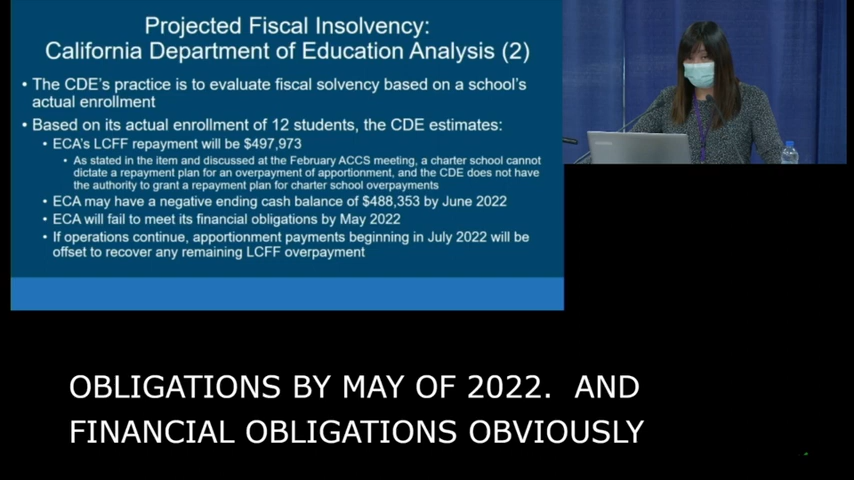 Projected Fiscal Insolvency:
California Department of Education Analysis (2)
• The CDE's practice is to evaluate fiscal solvency based on a school's
actual enrollment
• Based on its actual enrollment of 12 students, the CDE estimates:
• ECA's LCFF repayment will be $497,973
• As stated in the item and discussed at the February ACCS meeting, a charter school cannot
dictate a repayment plan for an overpayment of apportionment, and the CDE does not have
the authority to grant a repayment plan for charter school overpayments
• ECA may have a negative ending cash balance of $488,353 by June 2022
• ECA will fail to meet its financial obligations by May 2022
• If operations continue, apportionment payments beginning in July 2022 will be
offset to recover any remaining LCFF overpayment
OBLIGATIONS BY MAY OF 2022.  AND
FINANCIAL OBLIGATIONS OBVIOUSLY